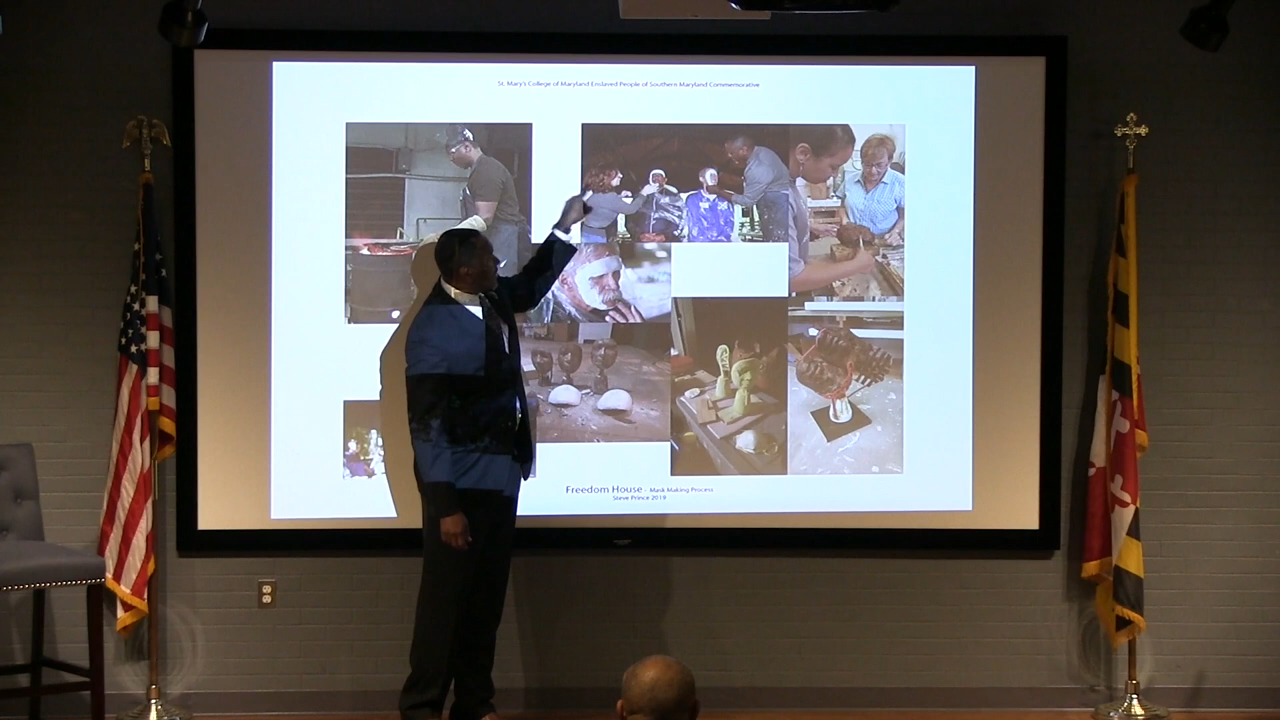 St. Mary's College of Maryland Enslaved People of Southern Maryland Commemorative
Freedom House - Mask Making Process
Steve Prince 2019